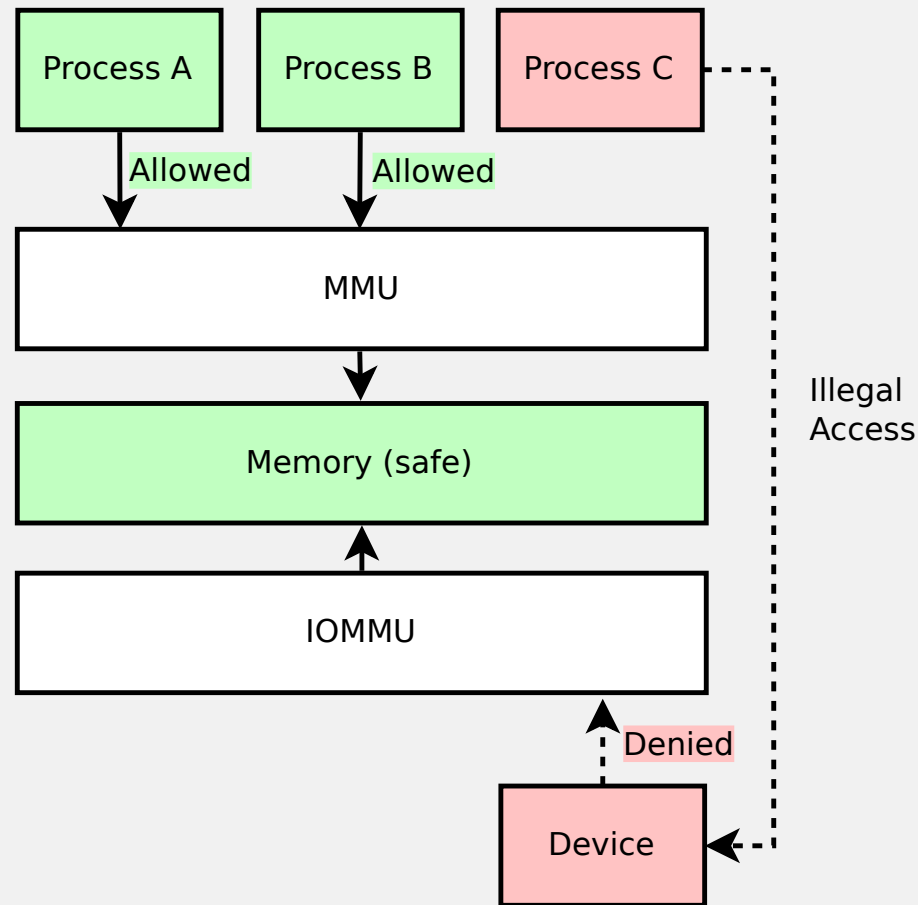 Process A
Process B
Process C
Allowed
Allowed
MMU
Illegal
Access
Memory (safe)
IOMMU
Denied
Device